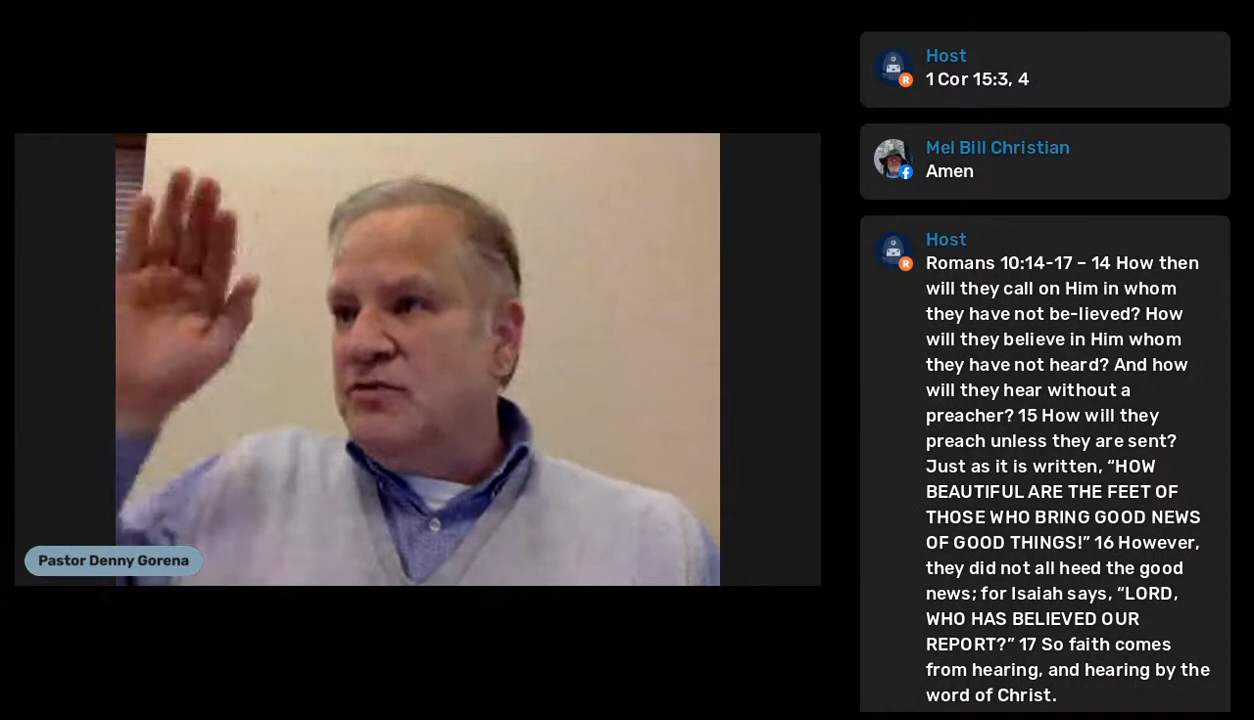 Host
1 Cor 15:3, 4
Mel Bill Christian
Amen
Host
Romans 10:14-17 – 14 How then
will they call on Him in whom
they have not be-lieved? How
will they believe in Him whom
they have not heard? And how
will they hear without a
preacher? 15 How will they
preach unless they are sent?
Just as it is written, “HOW
BEAUTIFUL ARE THE FEET OF
THOSE WHO BRING GOOD NEWS
OF GOOD THINGS!” 16 However,
they did not all heed the good
news; for Isaiah says, “LORD,
WHO HAS BELIEVED OUR
REPORT?” 17 So faith comes
from hearing, and hearing by the
word of Christ.
Pastor Denny Gorena